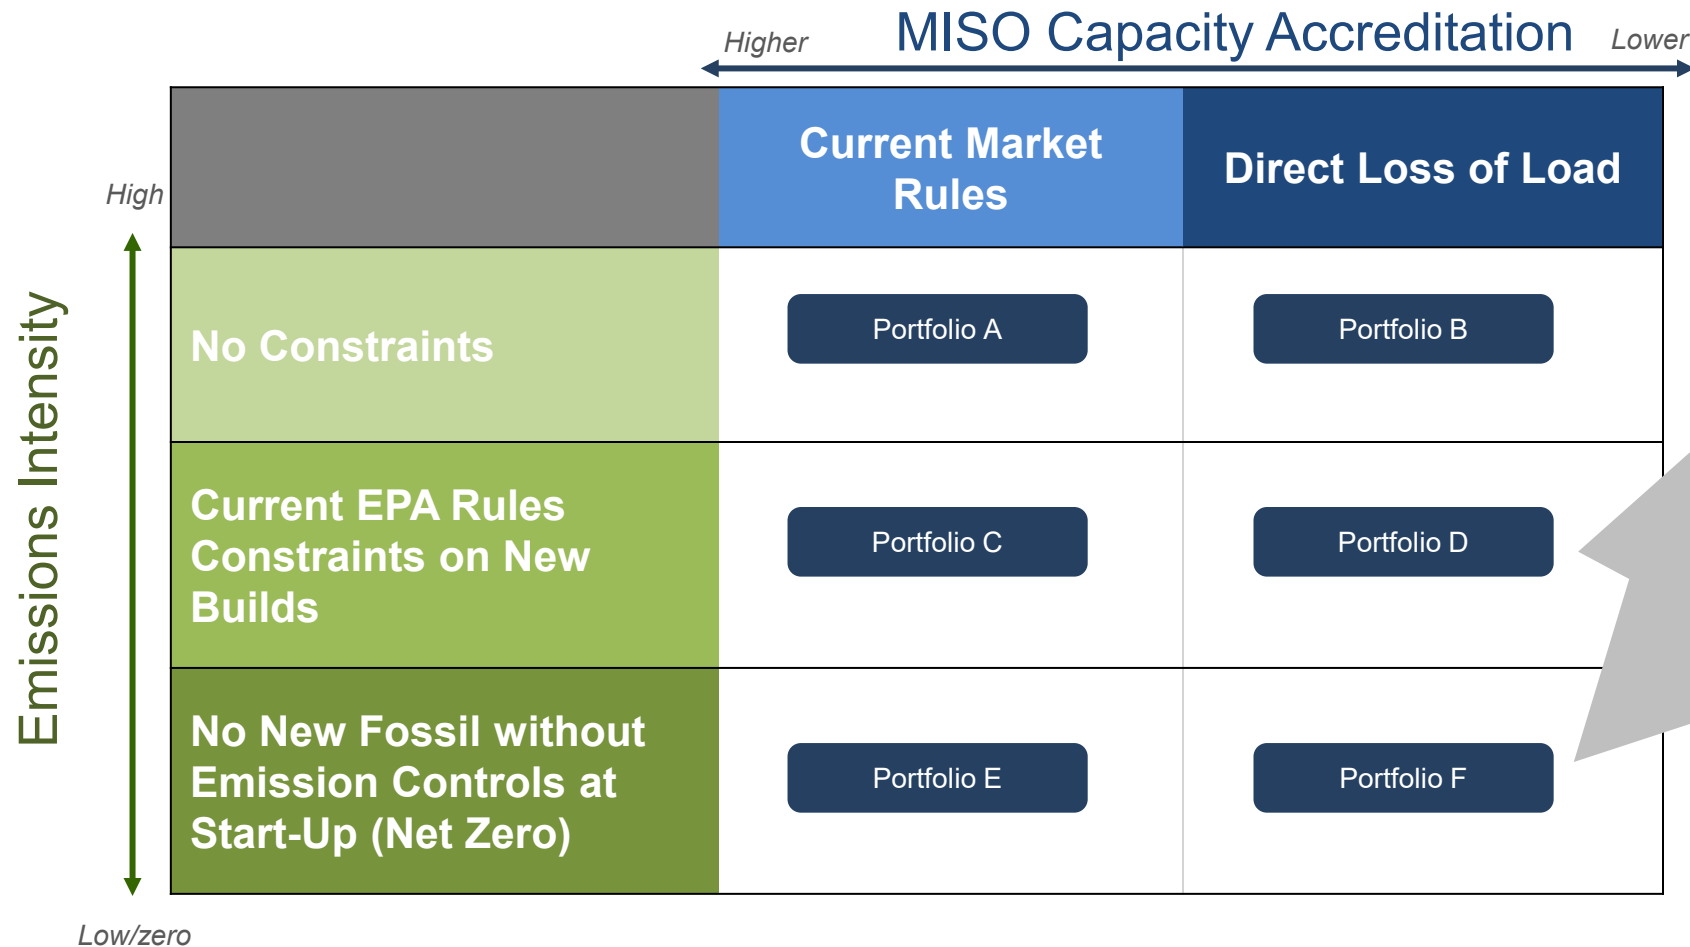 Higher
MISO Capacity Accreditation
Lower
Current Market
Rules
Direct Loss of Load
High
Emissions Intensity
No Constraints
Portfolio A
Portfolio B
Current EPA Rules
Constraints on New
Builds
Portfolio C
Portfolio D
No New Fossil without
Emission Controls at
Start-Up (Net Zero)
Portfolio E
Portfolio F
Low/zero